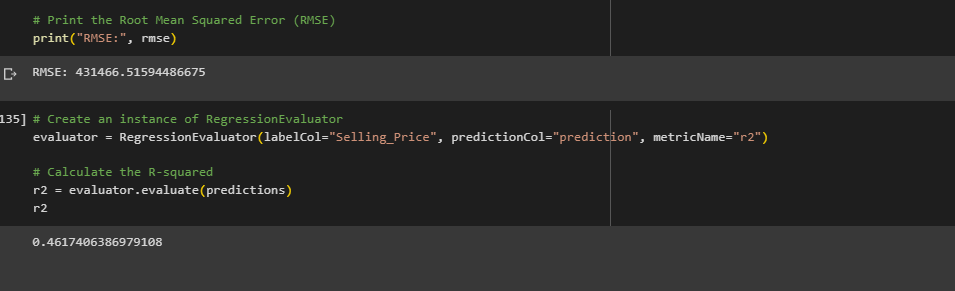 # Print the Root Mean Squared Error (RMSE)
print("RMSE:", rmse)
RMSE: 431466.51594486675
135] # Create an instance of RegressionEvaluator
evaluator = RegressionEvaluator(labelCol="Selling_Price", predictionCol="prediction", metricName="r2")
# Calculate the R-squared
r2 = evaluator.evaluate(predictions)
r2
0.4617406386979108